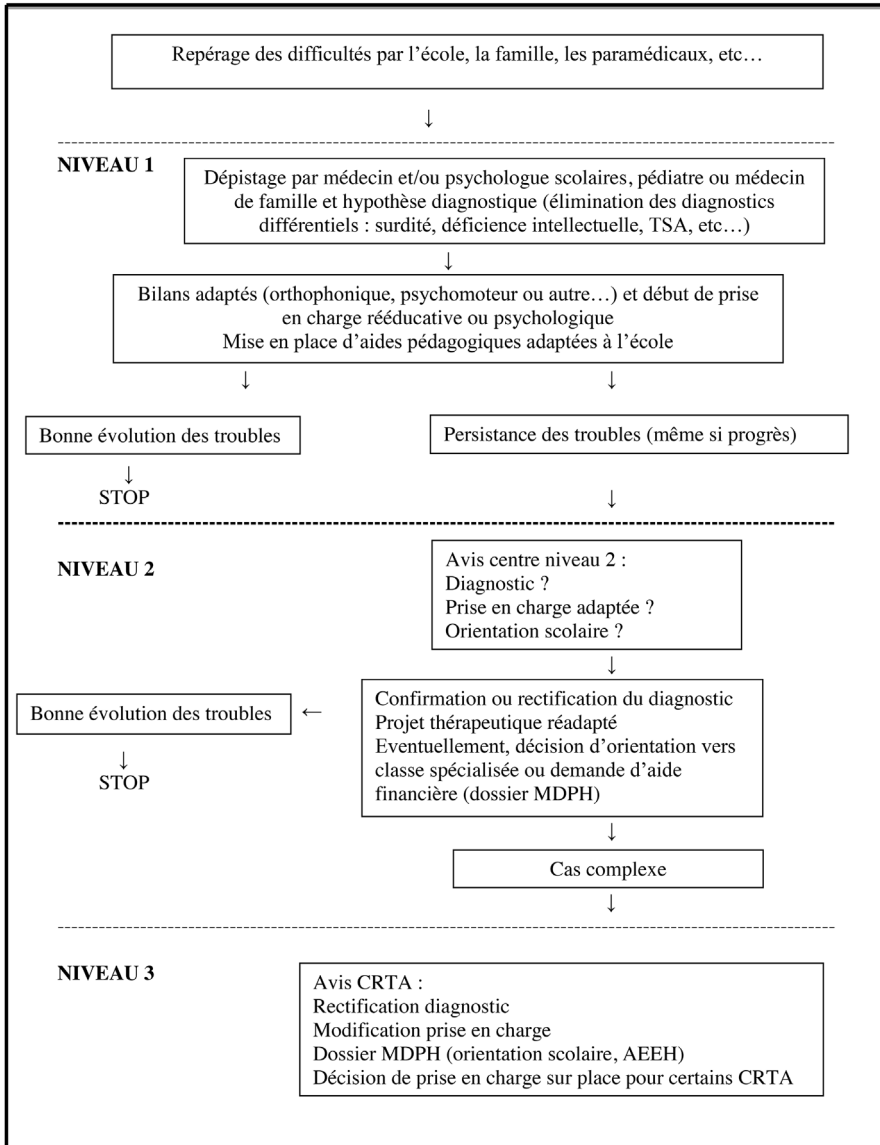 Repérage des difficultés par l’école, la famille, les paramédicaux, etc…
↓
NIVEAU 1
Dépistage par médecin et/ou psychologue scolaires, pédiatre ou médecin
de famille et hypothèse diagnostique (élimination des diagnostics
différentiels : surdité, déficience intellectuelle, TSA, etc…)
↓
Bilans adaptés (orthophonique, psychomoteur ou autre…) et début de prise
en charge rééducative ou psychologique
Mise en place d’aides pédagogiques adaptées à l’école
↓ ↓
Bonne évolution des troubles
Persistance des troubles (même si progrès)
↓ ↓
STOP
NIVEAU 2
Avis centre niveau 2 :
Diagnostic ?
Prise en charge adaptée ?
Orientation scolaire ?
↓
Confirmation ou rectification du diagnostic
Projet thérapeutique réadapté
Eventuellement, décision d’orientation vers
classe spécialisée ou demande d’aide
financière (dossier MDPH)
←
Bonne évolution des troubles
↓
STOP
↓
Cas complexe
↓
NIVEAU 3
Avis CRTA :
Rectification diagnostic
Modification prise en charge
Dossier MDPH (orientation scolaire, AEEH)
Décision de prise en charge sur place pour certains CRTA